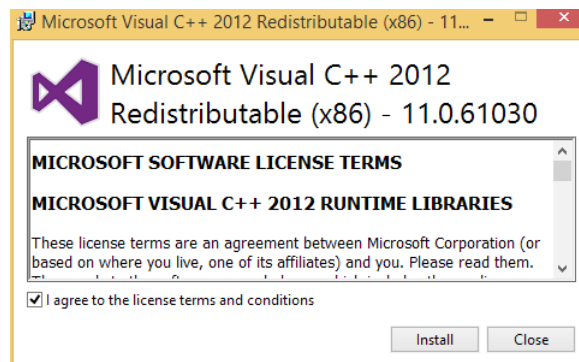 Microsoft Visual C++ 2012 Redistributable (x86) - 11...
Microsoft Visual C++ 2012
Redistributable (x86) - 11.0.61030
MICROSOFT SOFTWARE LICENSE TERMS
MICROSOFT VISUAL C++ 2012 RUNTIME LIBRARIES
These license terms are an agreement between Microsoft Corporation (or
based on where you live, one of its affiliates) and you. Please read them.
I agree to the license terms and conditions
Install
Close